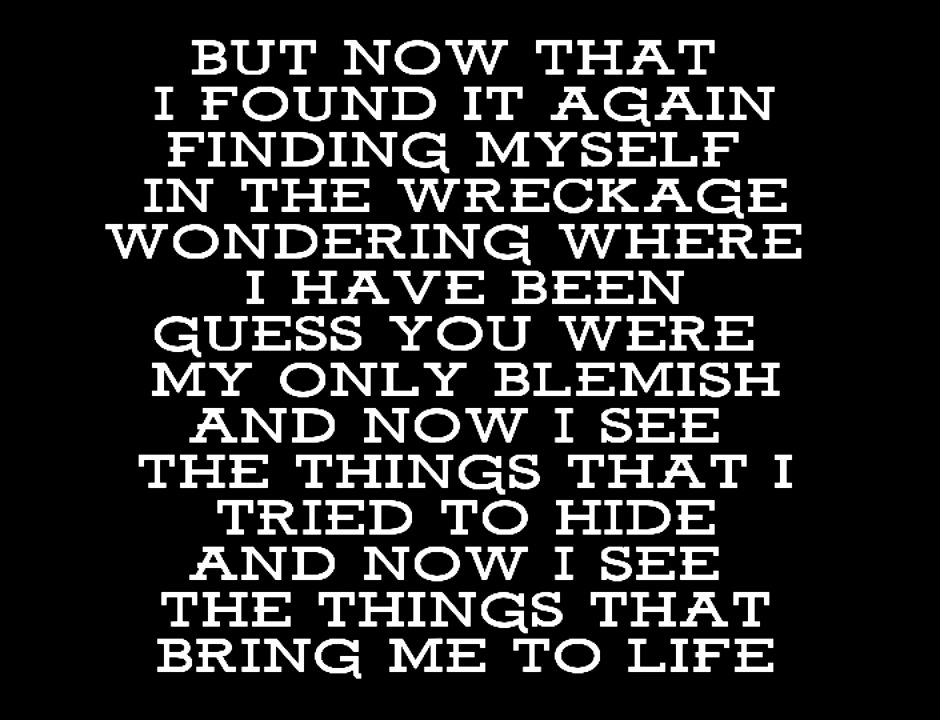 BUT NOW THAT
I FOUND IT AGAIN
FINDING MYSELF
IN THE WRECKAGE
WONDERING WHERE
I HAVE BEEN
GUESS YOU WERE
MY ONLY BLEMISH
AND NOW I SEE
THE THINGS THAT I
TRIED TO HIDE
AND NOW I SEE
THE THINGS THAT
BRING ME TO LIFE